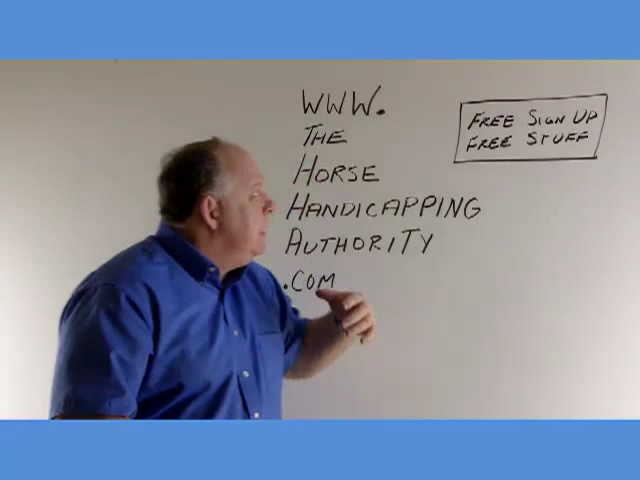 WWW.
THE
HORSE
HANDICAPPING
AUTHORITY
.COM
FREE SIGN UP
FREE STUFF